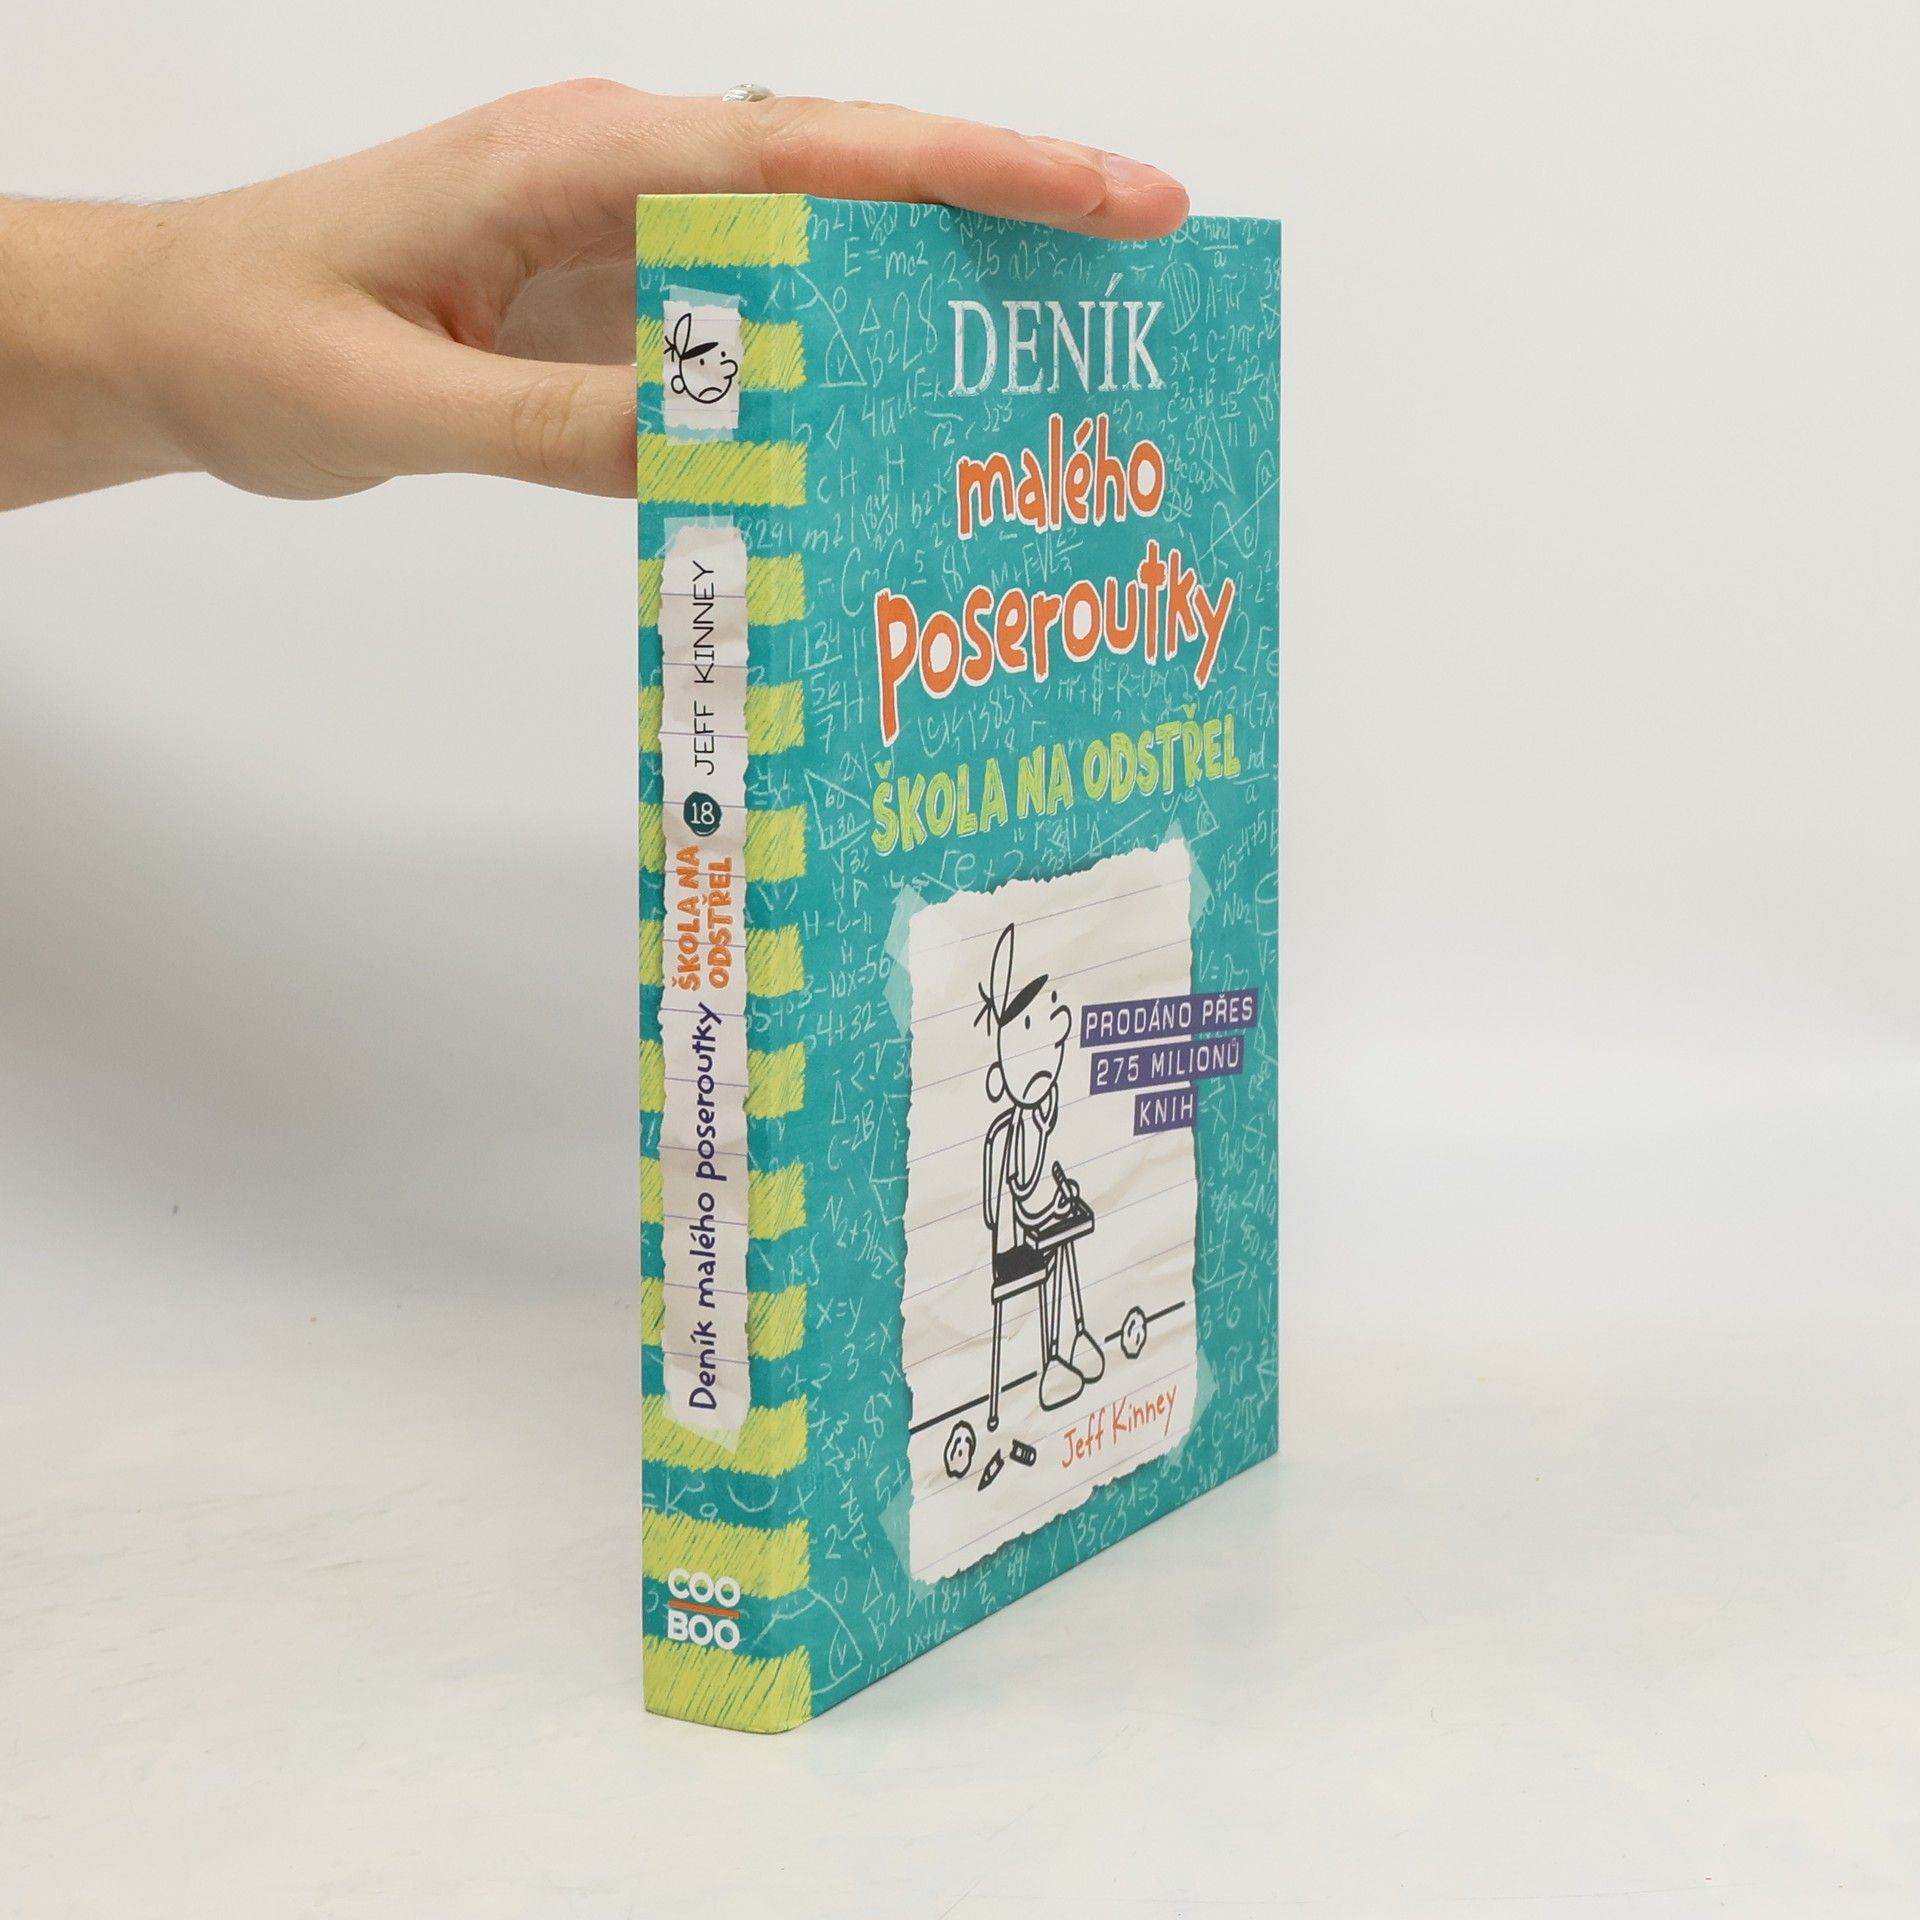 DENÍK
malého
poseroutky
ŠKOLA NA ODSTŘEL
PRODÁNO PŘES
275 MILIONŮ
KNIH
Jeff Kinney
Deník malého poseroutky
ŠKOLA NA
ODSTŘEL
18
JEFF KINNEY
COO
BOO